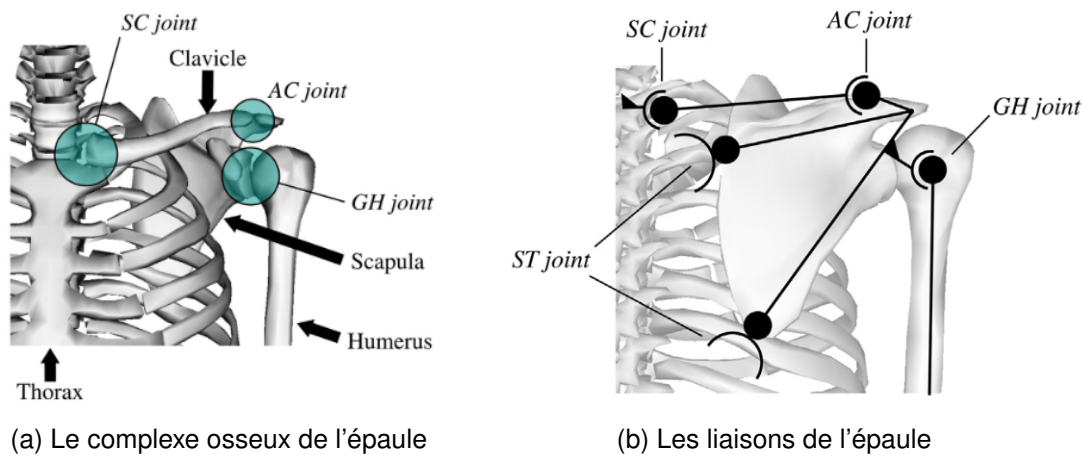 SC joint
Clavicle
AC joint
GH joint
Scapula
Humerus
Thorax
(a) Le complexe osseux de l'épaule
SC joint
AC joint
GH joint
ST joint
(b) Les liaisons de l'épaule